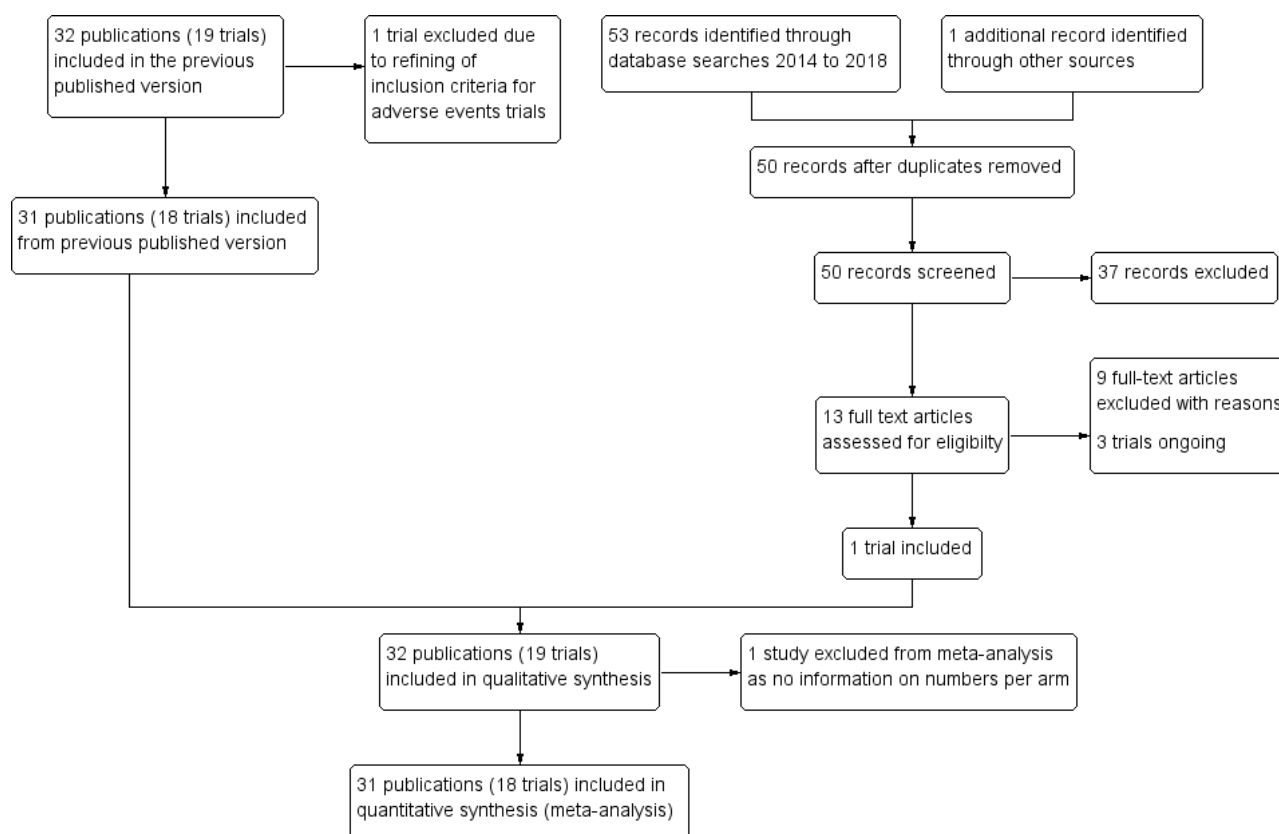 32 publications (19 trials)
included in the previous
published version
1 trial excluded due
to refining of
inclusion criteria for
adverse events trials
53 records identified through
database searches 2014 to 2018
1 additional record identified
through other sources
50 records after duplicates removed
31 publications (18 trials) included
from previous published version
50 records screened
37 records excluded
13 full text articles
assessed for eligibilty
9 full-text articles
excluded with reasons
3 trials ongoing
1 trial included
32 publications (19 trials)
included in qualitative synthesis
1 study excluded from meta-analysis
as no information on numbers per arm
31 publications (18 trials) included in
quantitative synthesis (meta-analysis)